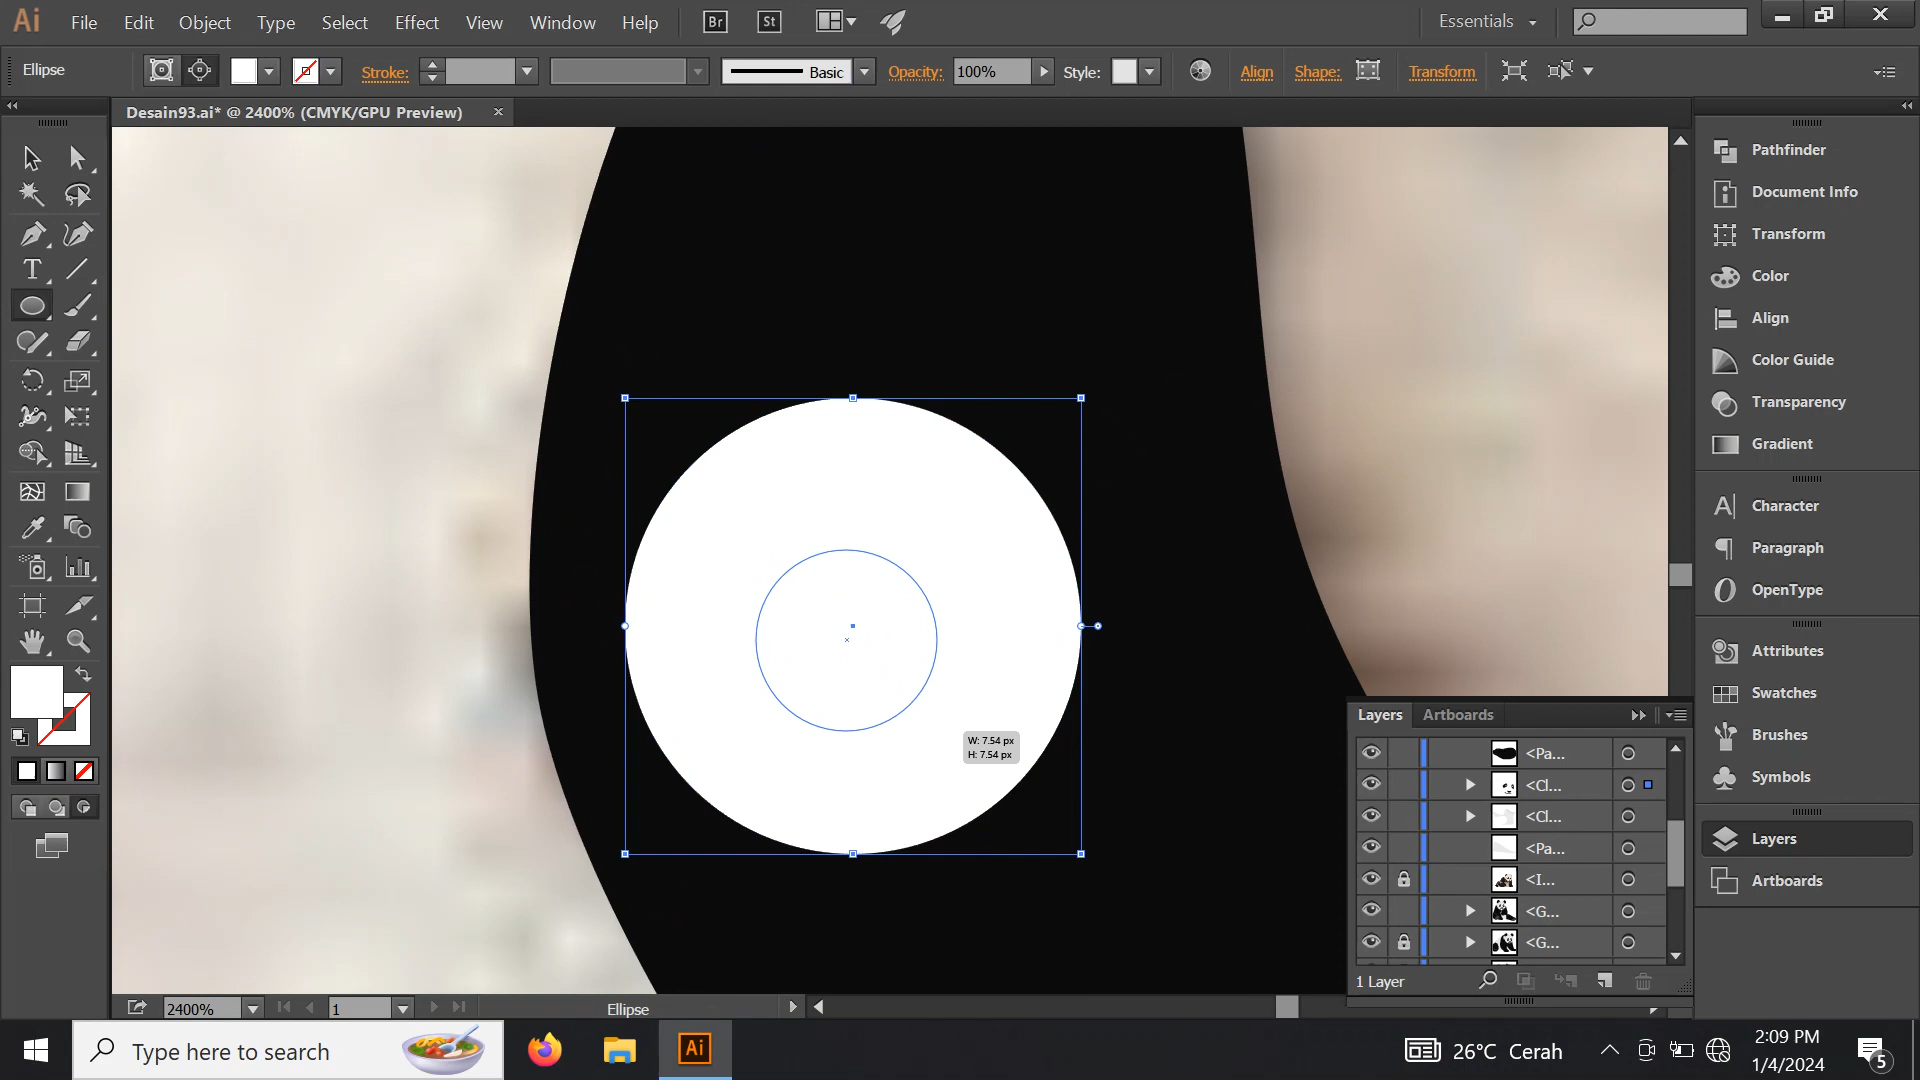 Ai File Edit Object Type Select Effect View Window Help Br St Essentials
Ellipse Stroke: Basic Opacity: 100% Style: Align Shape: Transform
Desain93.ai* @ 2400% (CMYK/GPU Preview)
Pathfinder
Document Info
Transform
Color
Align
Color Guide
Transparency
Gradient
Character
Paragraph
OpenType
Attributes
Swatches
Brushes
Symbols
Layers
Artboards
W: 7.54 px
H: 7.54 px
Layers Artboards
<Pa...
<Cl...
<Cl...
<Pa...
<I...
<G...
<G...
1 Layer
2400% 1 Ellipse
Type here to search Ai 26°C Cerah 2:09 PM
1/4/2024 5